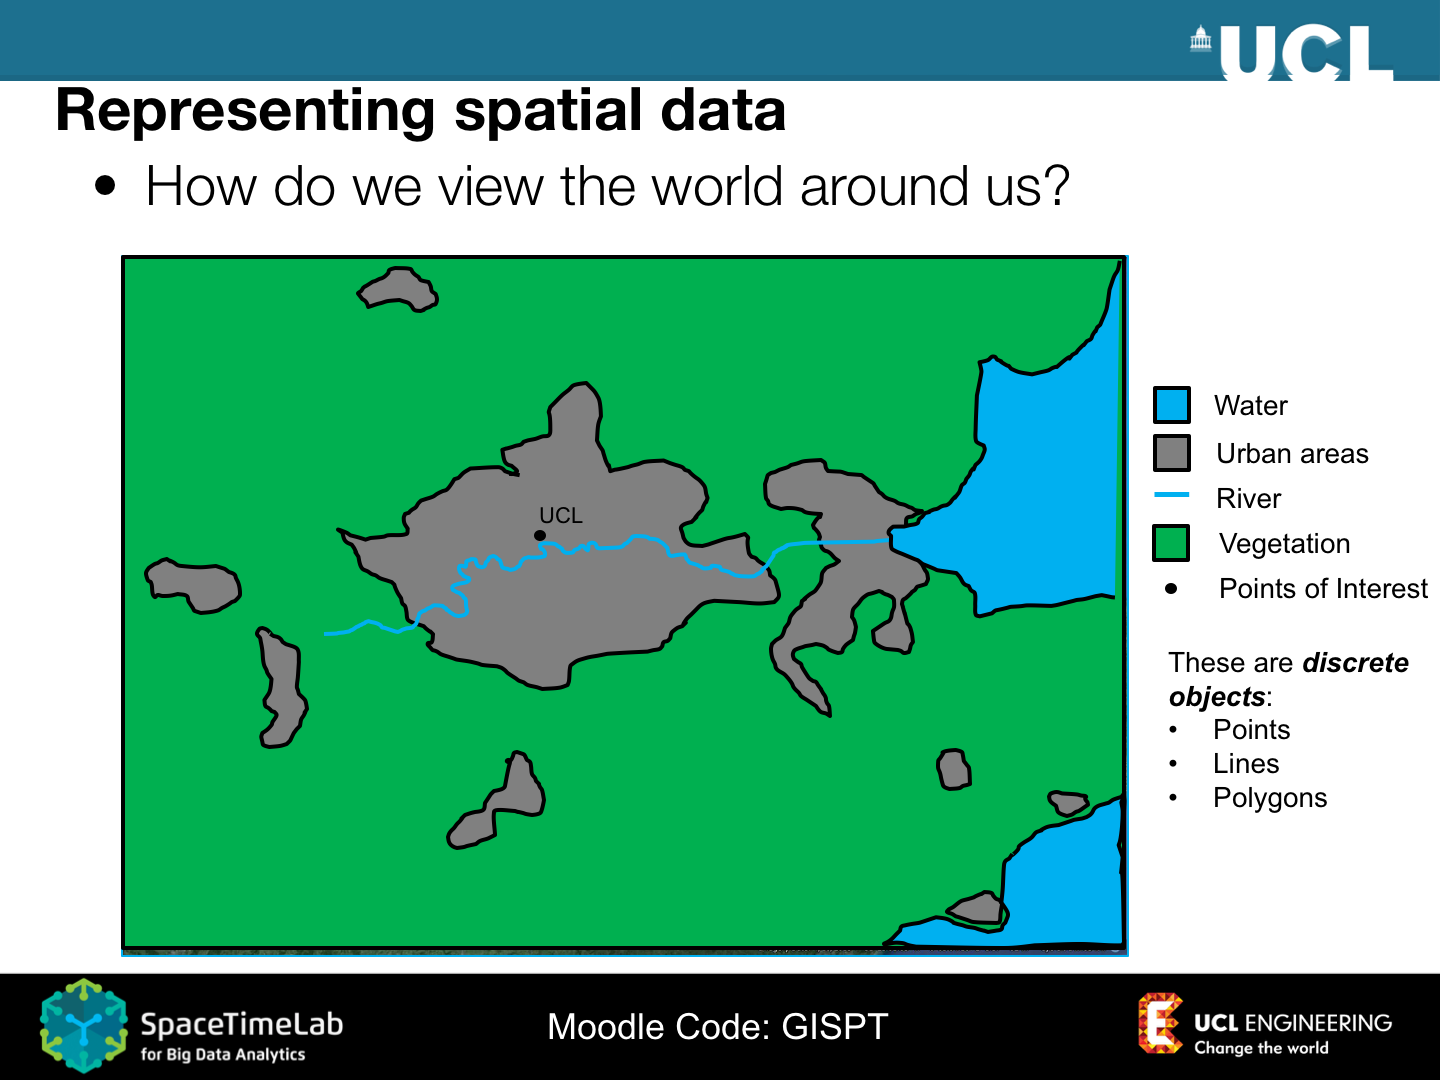 UCL
Representing spatial data
• How do we view the world around us?
UCL
Water
Urban areas
River
Vegetation
Points of Interest
These are discrete
objects:
• Points
• Lines
• Polygons
SpaceTimeLab
for Big Data Analytics
Moodle Code: GISPT
UCL ENGINEERING
Change the world